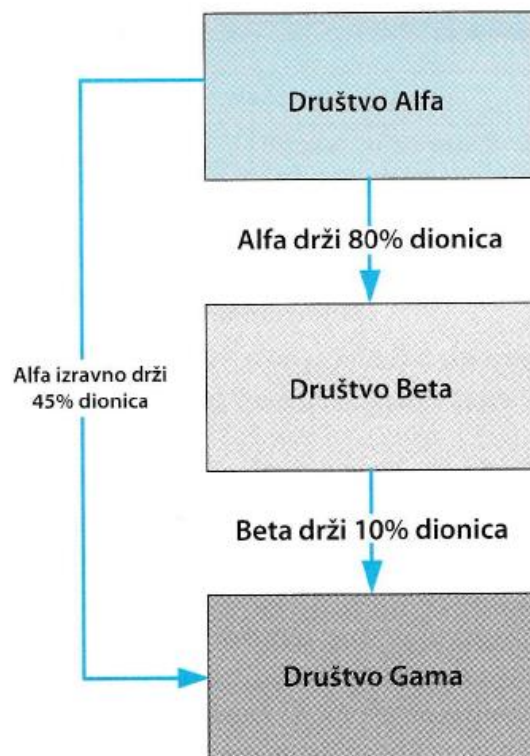 Društvo Alfa
Alfa drži 80% dionica
Društvo Beta
Alfa izravno drži
45% dionica
Beta drži 10% dionica
Društvo Gama